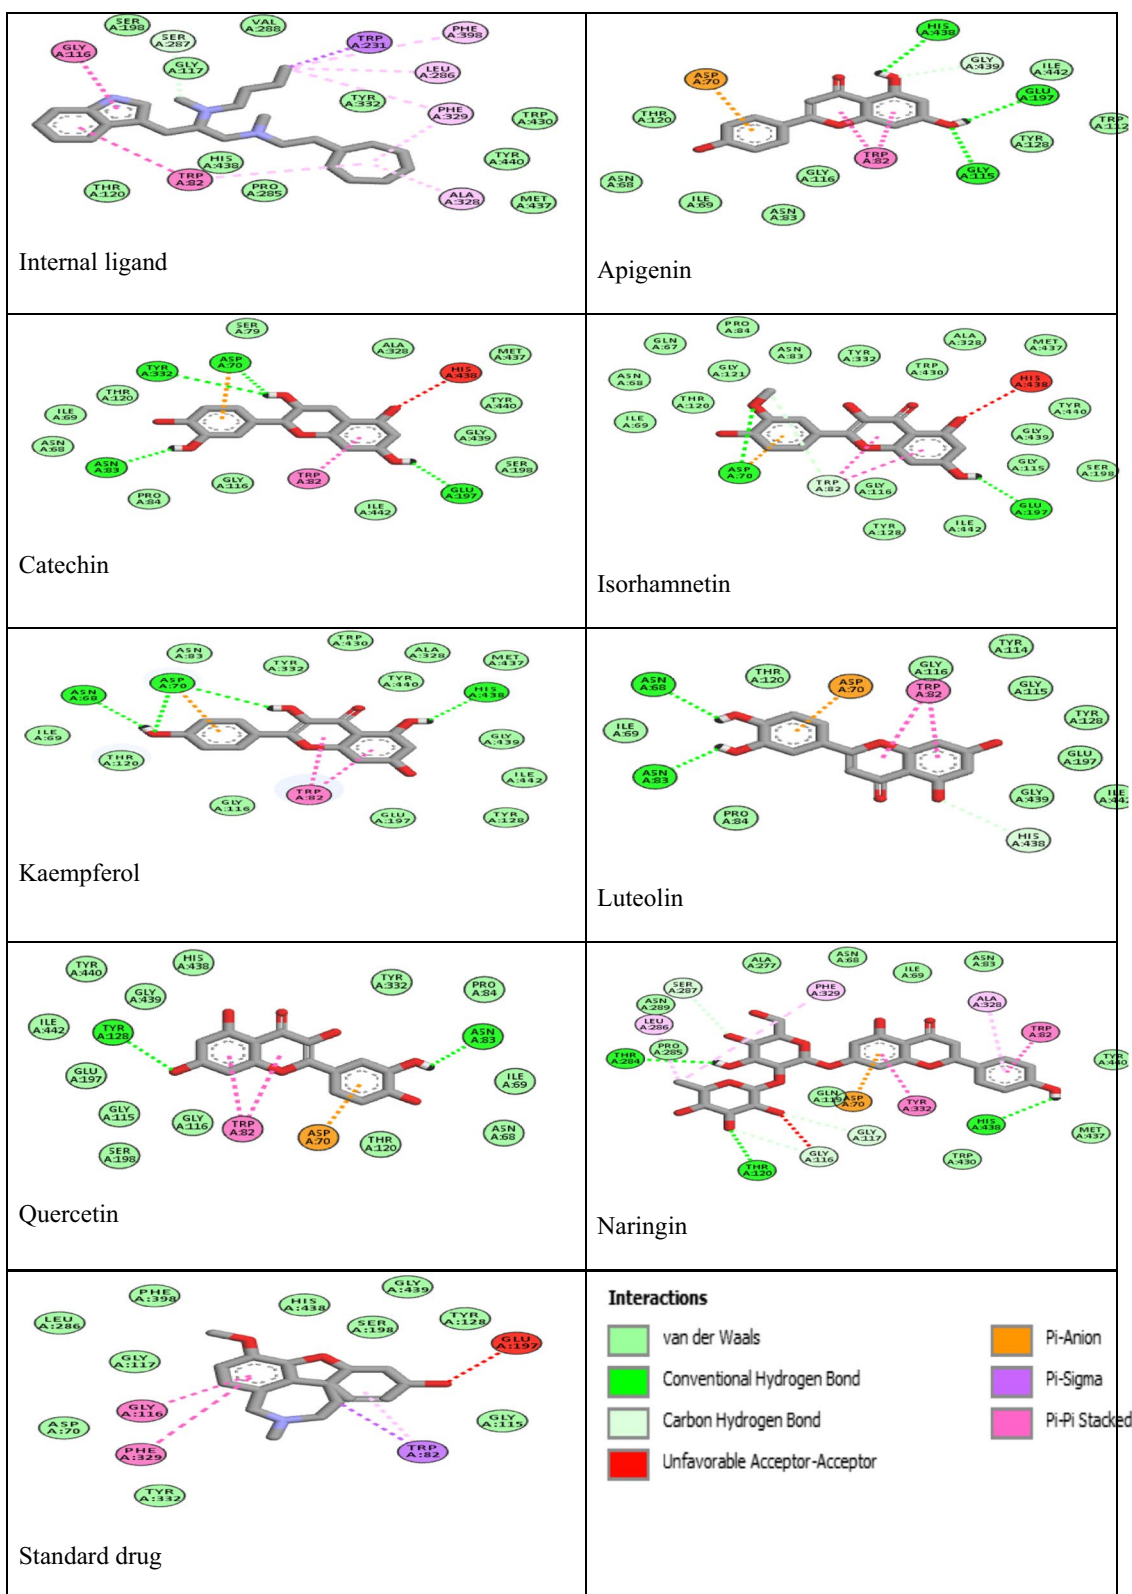 SER
A:198
VAL
A:288
SER
A:287
GLY
A:116
GLY
A:117
TRP
A:231
PHE
A:398
LEU
A:286
TYR
A:332
PHE
A:329
TRP
A:430
HIS
A:438
TYR
A:440
TRP
A:82
THR
A:120
PRO
A:285
ALA
A:328
MET
A:437
Internal ligand
HIS
A:438
GLY
A:439
ILE
A:442
ASP
A:70
GLU
A:197
THR
A:120
TRP
A:112
TYR
A:128
TRP
A:82
GLY
A:116
GLY
A:115
ASN
A:68
ILE
A:69
ASN
A:83
Apigenin
SER
A:79
ALA
A:328
MET
A:437
TYR
A:332
ASP
A:70
HIS
A:438
THR
A:120
TYR
A:440
ILE
A:69
GLY
A:439
ASN
A:68
ASN
A:83
SER
A:198
GLY
A:116
TRP
A:82
PRO
A:84
GLU
A:197
ILE
A:442
Catechin
PRO
A:84
GLN
A:67
ASN
A:83
TYR
A:332
ALA
A:328
MET
A:437
ASN
A:68
GLY
A:121
TRP
A:430
HIS
A:438
THR
A:120
ILE
A:69
TYR
A:440
GLY
A:439
ASP
A:70
TRP
A:82
GLY
A:116
GLY
A:115
SER
A:198
GLU
A:197
TYR
A:128
ILE
A:442
Isorhamnetin
ASN
A:83
TRP
A:430
ALA
A:328
MET
A:437
TYR
A:332
ASP
A:70
TYR
A:440
ASN
A:68
HIS
A:438
ILE
A:69
GLY
A:439
THR
A:120
ILE
A:442
TRP
A:82
GLY
A:116
GLU
A:197
TYR
A:128
Kaempferol
TYR
A:114
GLY
A:116
THR
A:120
ASN
A:68
ASP
A:70
TRP
A:82
GLY
A:115
ILE
A:69
TYR
A:128
GLU
A:197
ASN
A:83
GLY
A:439
ILE
A:442
PRO
A:84
HIS
A:438
Luteolin
TYR
A:440
HIS
A:438
TYR
A:332
PRO
A:84
GLY
A:439
ILE
A:442
TYR
A:128
ASN
A:83
GLU
A:197
ILE
A:69
GLY
A:115
GLY
A:116
TRP
A:82
ASP
A:70
THR
A:120
ASN
A:68
SER
A:198
Quercetin
ALA
A:277
ASN
A:68
ILE
A:69
ASN
A:83
SER
A:287
PHE
A:329
ASN
A:289
LEU
A:286
ALA
A:328
TRP
A:82
PRO
A:285
THR
A:284
TYR
A:440
GLN
A:119
ASP
A:70
TYR
A:332
HIS
A:438
MET
A:437
GLY
A:117
GLY
A:116
THR
A:120
TRP
A:430
Naringin
PHE
A:398
HIS
A:438
GLY
A:439
LEU
A:286
SER
A:198
TYR
A:128
GLU
A:197
GLY
A:117
GLY
A:116
GLY
A:115
ASP
A:70
PHE
A:329
TRP
A:82
TYR
A:332
Standard drug
Interactions
van der Waals
Conventional Hydrogen Bond
Carbon Hydrogen Bond
Unfavorable Acceptor-Acceptor
Pi-Anion
Pi-Sigma
Pi-Pi Stacked